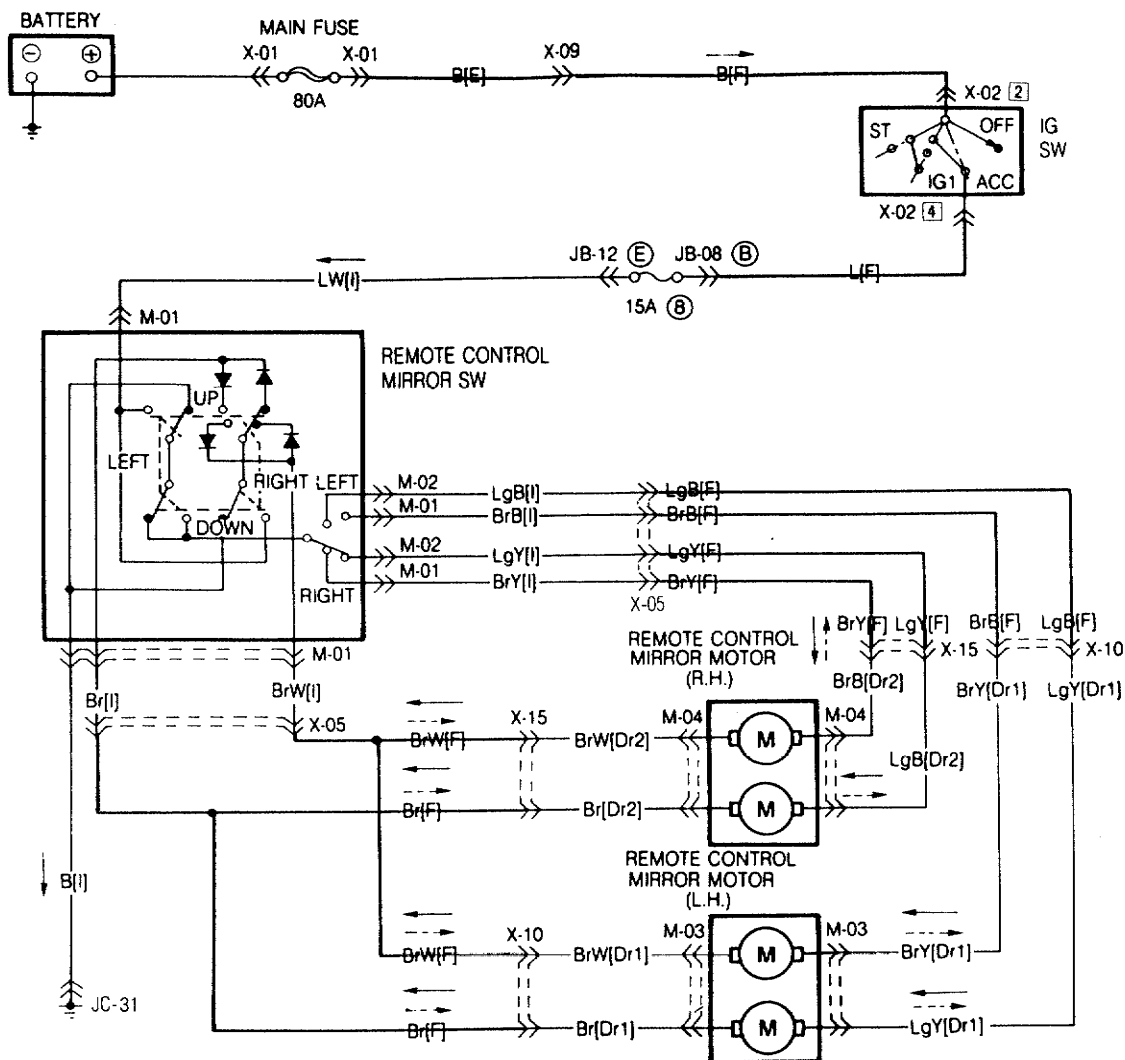 BATTERY
MAIN FUSE
X-01
X-01
B[E]
X-09
B[F]
80A
X-02 2
ST
OFF
IG
SW
IG1
ACC
X-02 4
JB-12 E
JB-08 B
LW[I]
15A 8
L[F]
M-01
REMOTE CONTROL
MIRROR SW
UP
LEFT
RIGHT
LEFT
DOWN
RIGHT
M-02
LgB[I]
LgB[F]
M-01
BrB[I]
BrB[F]
M-02
LgY[I]
LgY[F]
M-01
BrY[I]
BrY[F]
X-05
BrY[F]
LgY[F]
BrB[F]
LgB[F]
REMOTE CONTROL
MIRROR MOTOR
(R.H.)
X-15
X-10
M-01
Br[I]
BrW[I]
BrB[Dr2]
BrY[Dr1]
LgY[Dr1]
X-05
X-15
M-04
M-04
BrW[F]
BrW[Dr2]
M
LgB[Dr2]
Br[F]
Br[Dr2]
M
REMOTE CONTROL
MIRROR MOTOR
(L.H.)
B[I]
X-10
M-03
M-03
BrW[F]
BrW[Dr1]
M
BrY[Dr1]
JC-31
Br[F]
Br[Dr1]
M
LgY[Dr1]